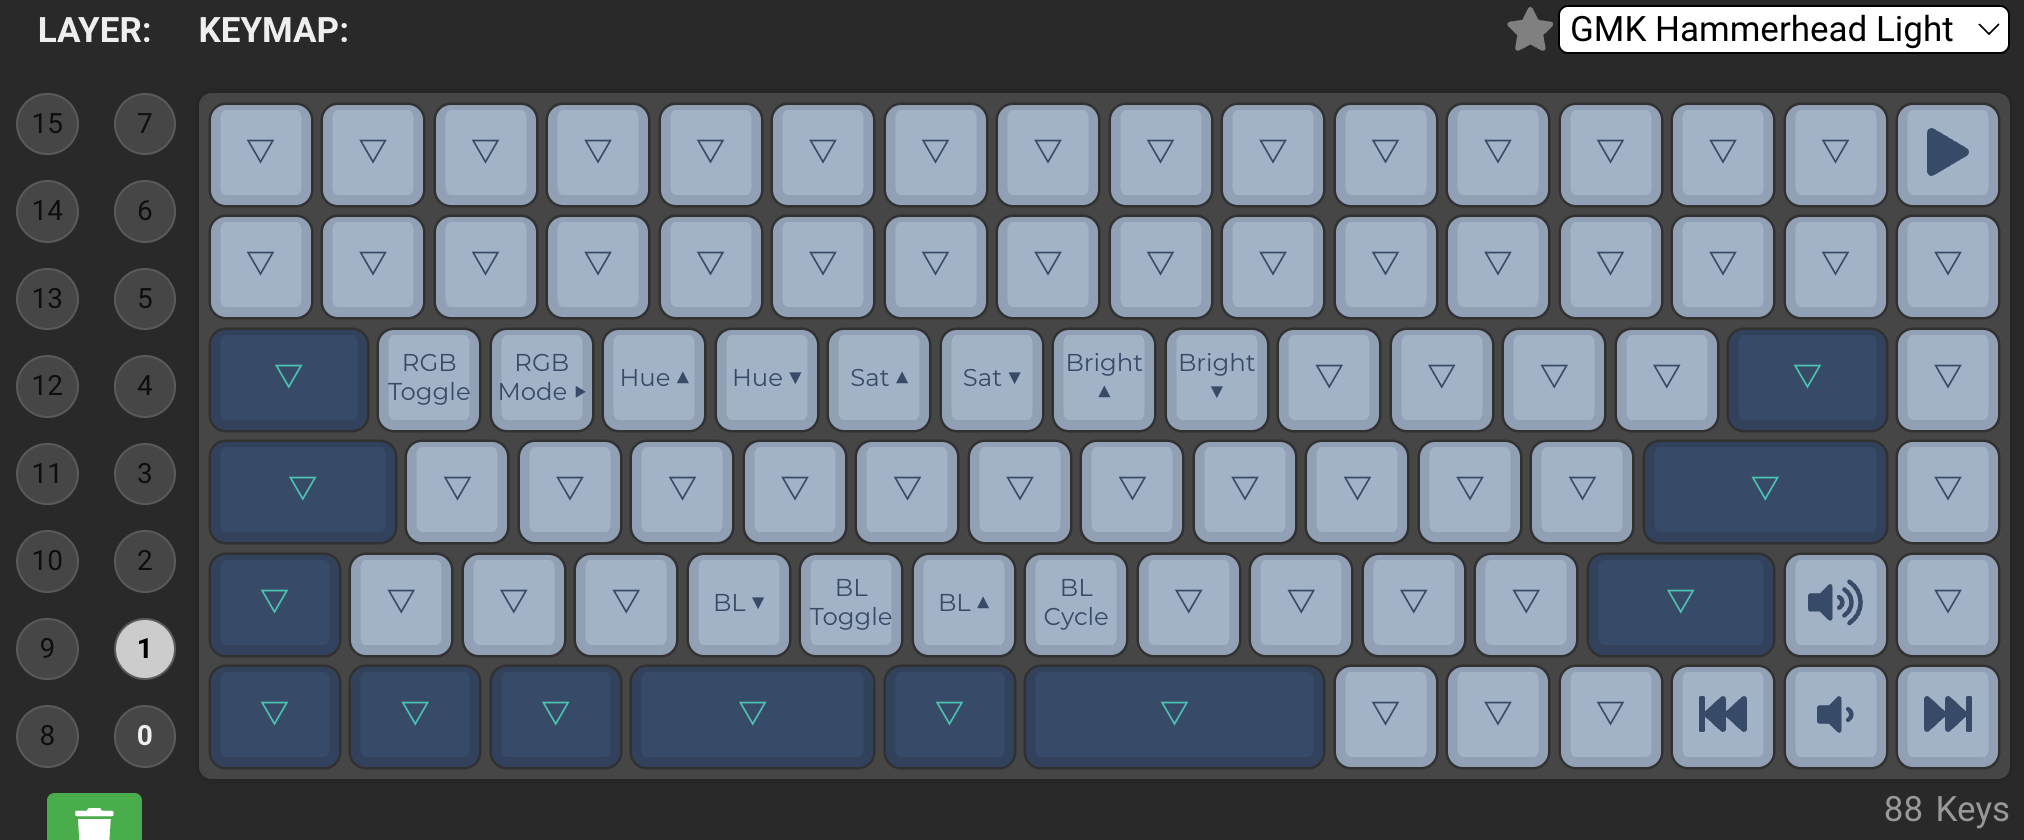 LAYER: KEYMAP: GMK Hammerhead Light
15 7
14 6
13 5
12 4
11 3
10 2
9 1
8 0
RGB Toggle
RGB Mode ▸
Hue ▴
Hue ▾
Sat ▴
Sat ▾
Bright ▴
Bright ▾
BL ▾
BL Toggle
BL ▴
BL Cycle
88 Keys